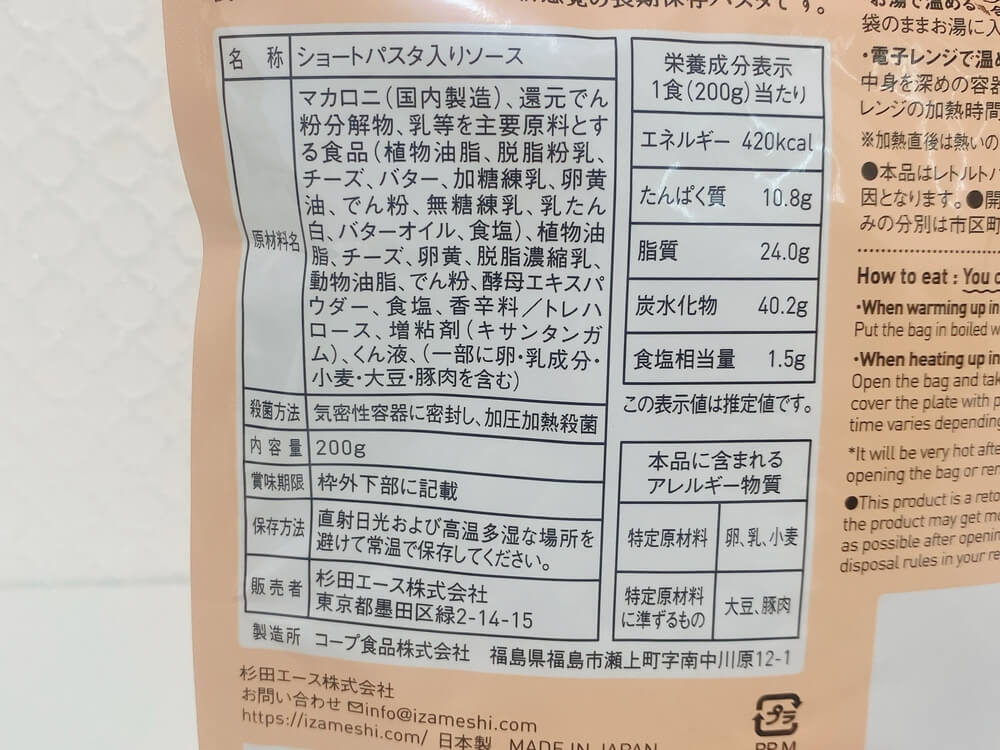 の長期保存パスタです。
名 称 ショートパスタ入りソース
原材料名
マカロニ（国内製造）、還元でん
粉分解物、乳等を主要原料とす
る食品（植物油脂、脱脂粉乳、
チーズ、バター、加糖練乳、卵黄
油、でん粉、無糖練乳、乳たん
白、バターオイル、食塩）、植物油
脂、チーズ、卵黄、脱脂濃縮乳、
動物油脂、でん粉、酵母エキスパ
ウダー、食塩、香辛料／トレハ
ロース、増粘剤（キサンタンガ
ム）、くん液、（一部に卵・乳成分・
小麦・大豆・豚肉を含む）
殺菌方法 気密性容器に密封し、加圧加熱殺菌
内容量 200g
賞味期限 枠外下部に記載
保存方法 直射日光および高温多湿な場所を
避けて常温で保存してください。
販売者 杉田エース株式会社
東京都墨田区緑2-14-15
製造所 コープ食品株式会社 福島県福島市瀬上町字南中川原12-1
杉田エース株式会社
お問い合わせ info@izameshi.com
https://izameshi.com/ 日本製 MADE IN JAPAN
栄養成分表示
1食（200g）当たり
エネルギー 420kcal
たんぱく質 10.8g
脂質 24.0g
炭水化物 40.2g
食塩相当量 1.5g
この表示値は推定値です。
本品に含まれる
アレルギー物質
特定原材料 卵、乳、小麦
特定原材料
に準ずるもの 大豆、豚肉
プラ
お湯で温める
袋のままお湯に入
・電子レンジで温め
中身を深めの容器
レンジの加熱時間
※加熱直後は熱いの
●本品はレトルトパ
因となります。●開
みの分別は市区町
How to eat : You c
・When warming up in
Put the bag in boiled w
・When heating up in
Open the bag and tak
cover the plate with p
time varies depending
*It will be very hot afte
opening the bag or rem
●This product is a reto
the product may get mo
as possible after openin
disposal rules in your re